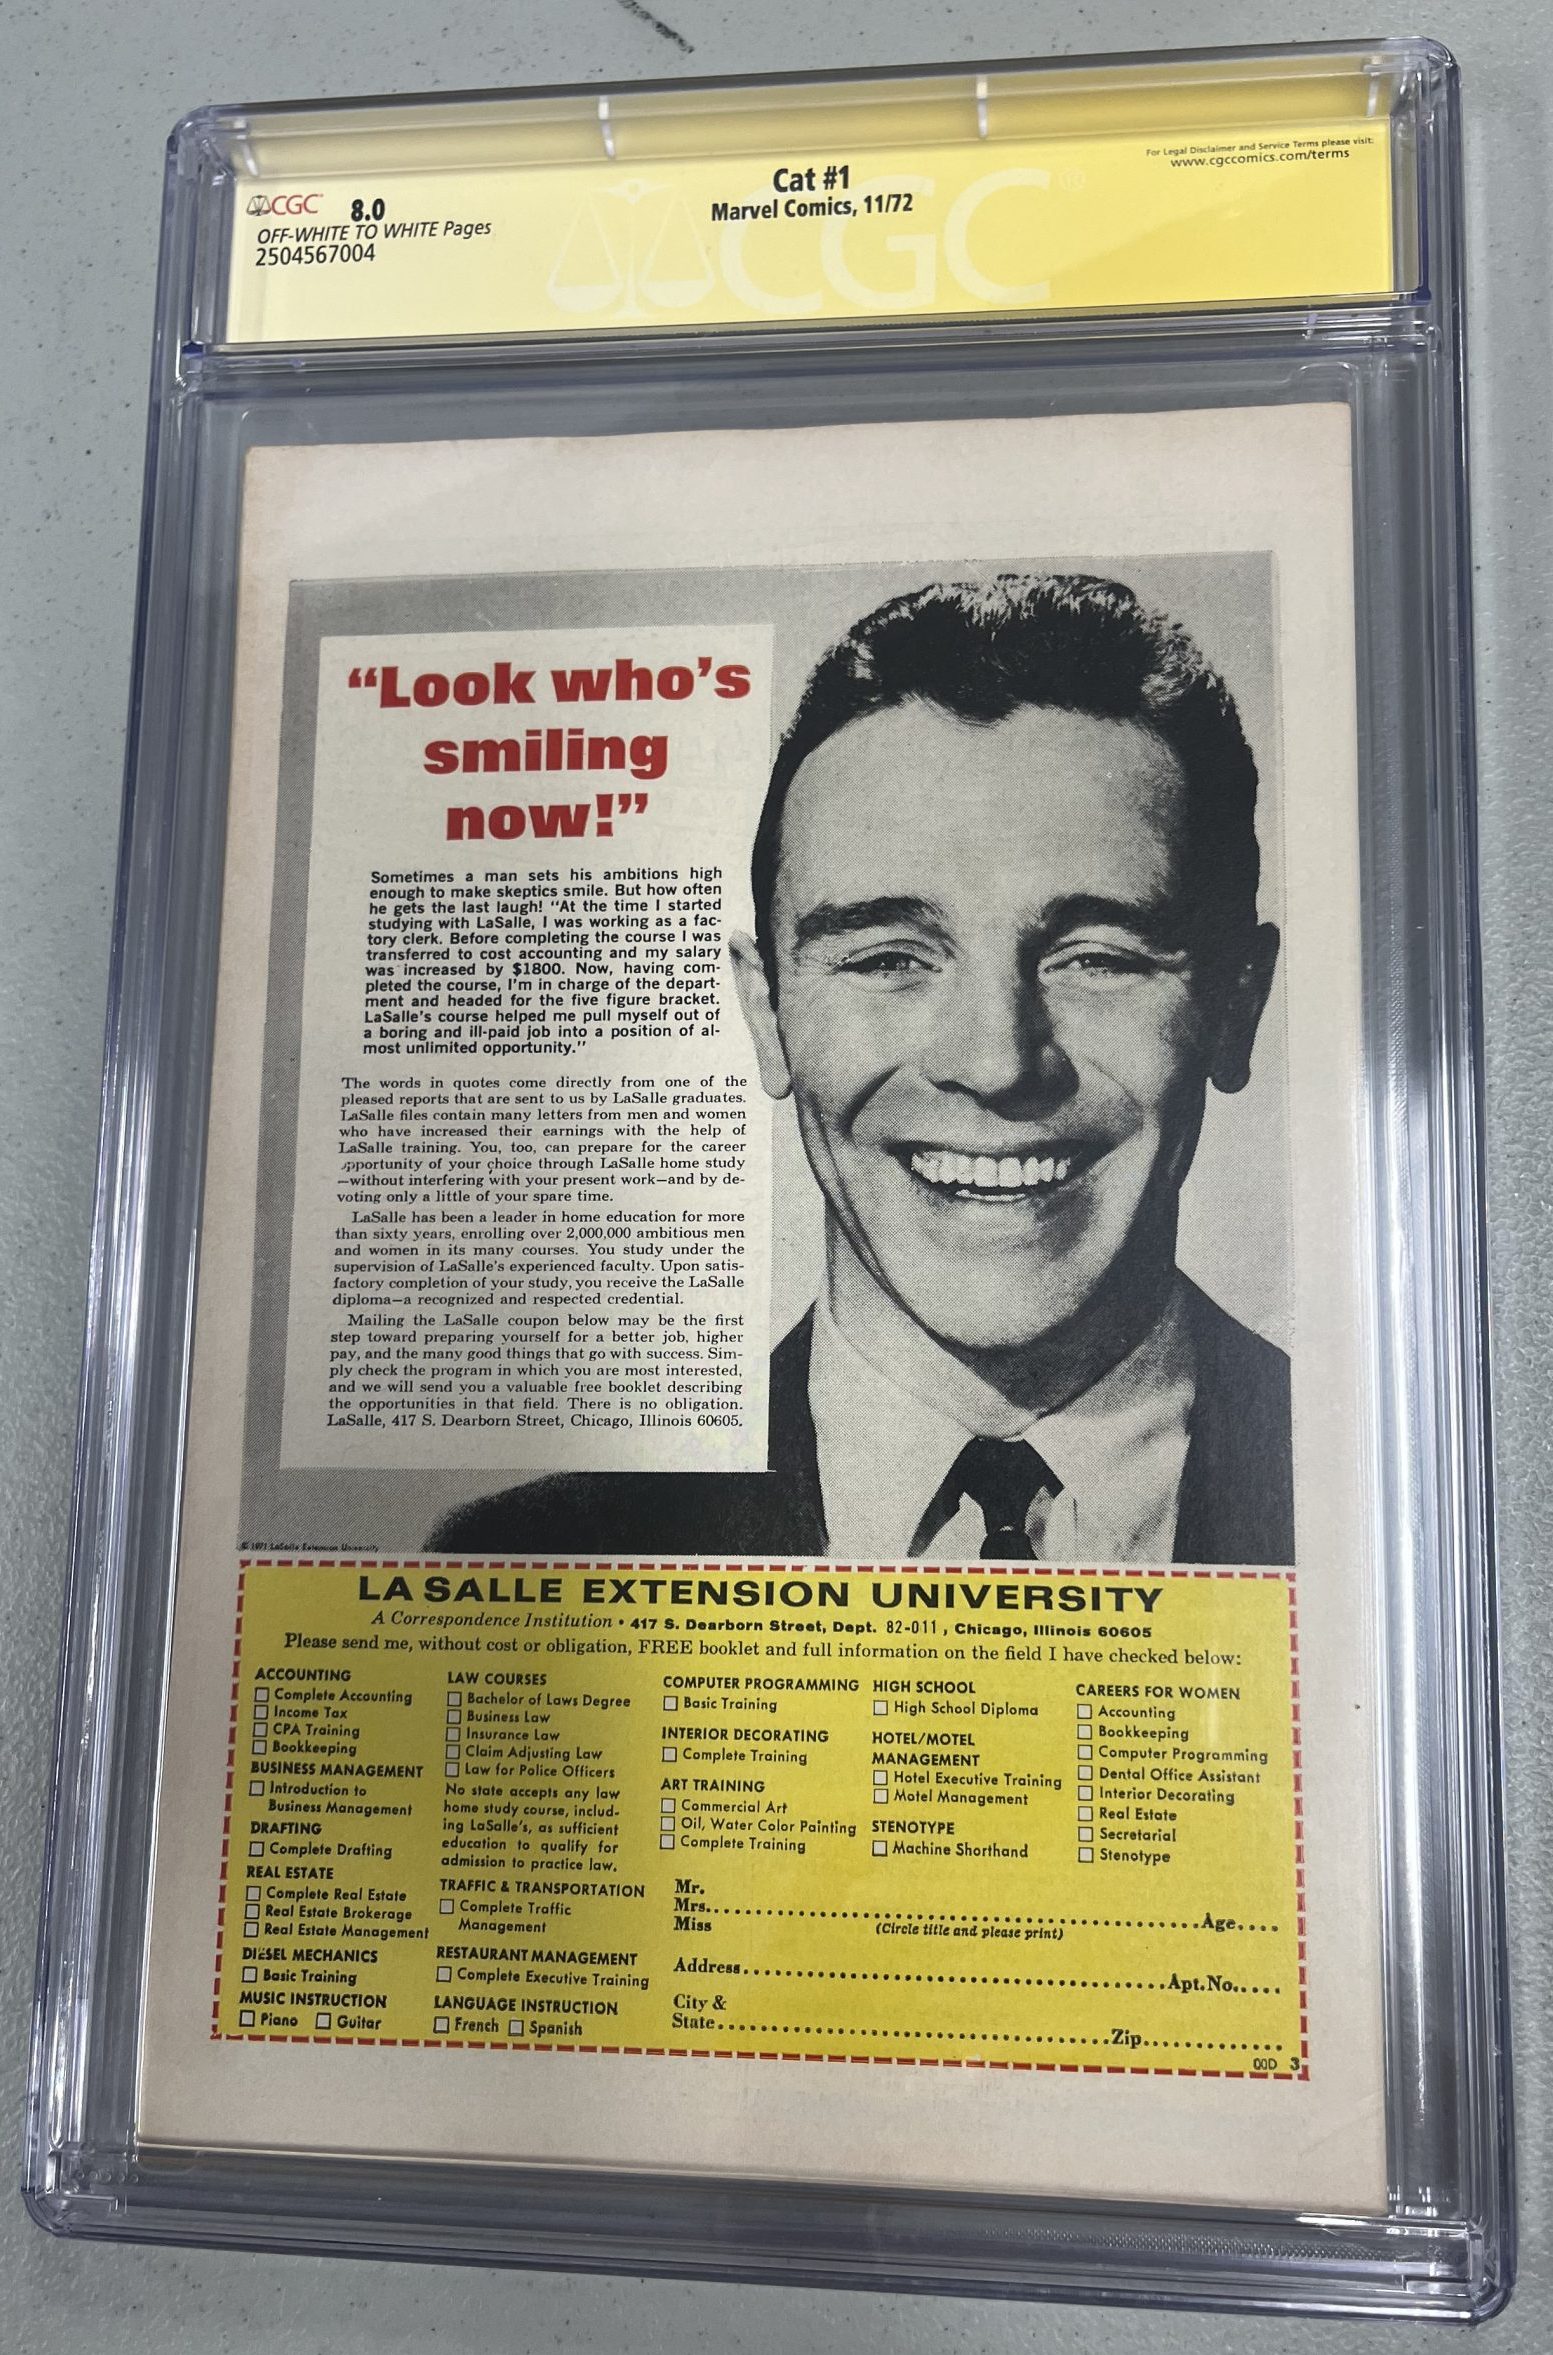 For Legal Disclaimer and Service Terms please visit:
www.cgccomics.com/terms
CGC 8.0
OFF-WHITE TO WHITE Pages
2504567004
Cat #1
Marvel Comics, 11/72
CGC
“Look who’s
smiling
now!”
Sometimes a man sets his ambitions high
enough to make skeptics smile. But how often
he gets the last laugh! “At the time I started
studying with LaSalle, I was working as a fac-
tory clerk. Before completing the course I was
transferred to cost accounting and my salary
was increased by $1800. Now, having com-
pleted the course, I’m in charge of the depart-
ment and headed for the five figure bracket.
LaSalle’s course helped me pull myself out of
a boring and ill-paid job into a position of al-
most unlimited opportunity.”
The words in quotes come directly from one of the
pleased reports that are sent to us by LaSalle graduates.
LaSalle files contain many letters from men and women
who have increased their earnings with the help of
LaSalle training. You, too, can prepare for the career
opportunity of your choice through LaSalle home study
—without interfering with your present work—and by de-
voting only a little of your spare time.
LaSalle has been a leader in home education for more
than sixty years, enrolling over 2,000,000 ambitious men
and women in its many courses. You study under the
supervision of LaSalle’s experienced faculty. Upon satis-
factory completion of your study, you receive the LaSalle
diploma—a recognized and respected credential.
Mailing the LaSalle coupon below may be the first
step toward preparing yourself for a better job, higher
pay, and the many good things that go with success. Sim-
ply check the program in which you are most interested,
and we will send you a valuable free booklet describing
the opportunities in that field. There is no obligation.
LaSalle, 417 S. Dearborn Street, Chicago, Illinois 60605.
© 1971 LaSalle Extension University
LA SALLE EXTENSION UNIVERSITY
A Correspondence Institution • 417 S. Dearborn Street, Dept. 82-011, Chicago, Illinois 60605
Please send me, without cost or obligation, FREE booklet and full information on the field I have checked below:
ACCOUNTING
Complete Accounting
Income Tax
CPA Training
Bookkeeping
BUSINESS MANAGEMENT
Introduction to
Business Management
DRAFTING
Complete Drafting
REAL ESTATE
Complete Real Estate
Real Estate Brokerage
Real Estate Management
DIESEL MECHANICS
Basic Training
MUSIC INSTRUCTION
Piano Guitar
LAW COURSES
Bachelor of Laws Degree
Business Law
Insurance Law
Claim Adjusting Law
Law for Police Officers
No state accepts any law
home study course, includ-
ing LaSalle’s, as sufficient
education to qualify for
admission to practice law.
TRAFFIC & TRANSPORTATION
Complete Traffic
Management
RESTAURANT MANAGEMENT
Complete Executive Training
LANGUAGE INSTRUCTION
French Spanish
COMPUTER PROGRAMMING
Basic Training
INTERIOR DECORATING
Complete Training
ART TRAINING
Commercial Art
Oil, Water Color Painting
Complete Training
HIGH SCHOOL
High School Diploma
HOTEL/MOTEL
MANAGEMENT
Hotel Executive Training
Motel Management
STENOTYPE
Machine Shorthand
CAREERS FOR WOMEN
Accounting
Bookkeeping
Computer Programming
Dental Office Assistant
Interior Decorating
Real Estate
Secretarial
Stenotype
Mr.
Mrs. Age
Miss (Circle title and please print)
Address Apt. No.
City &
State Zip
00D 3